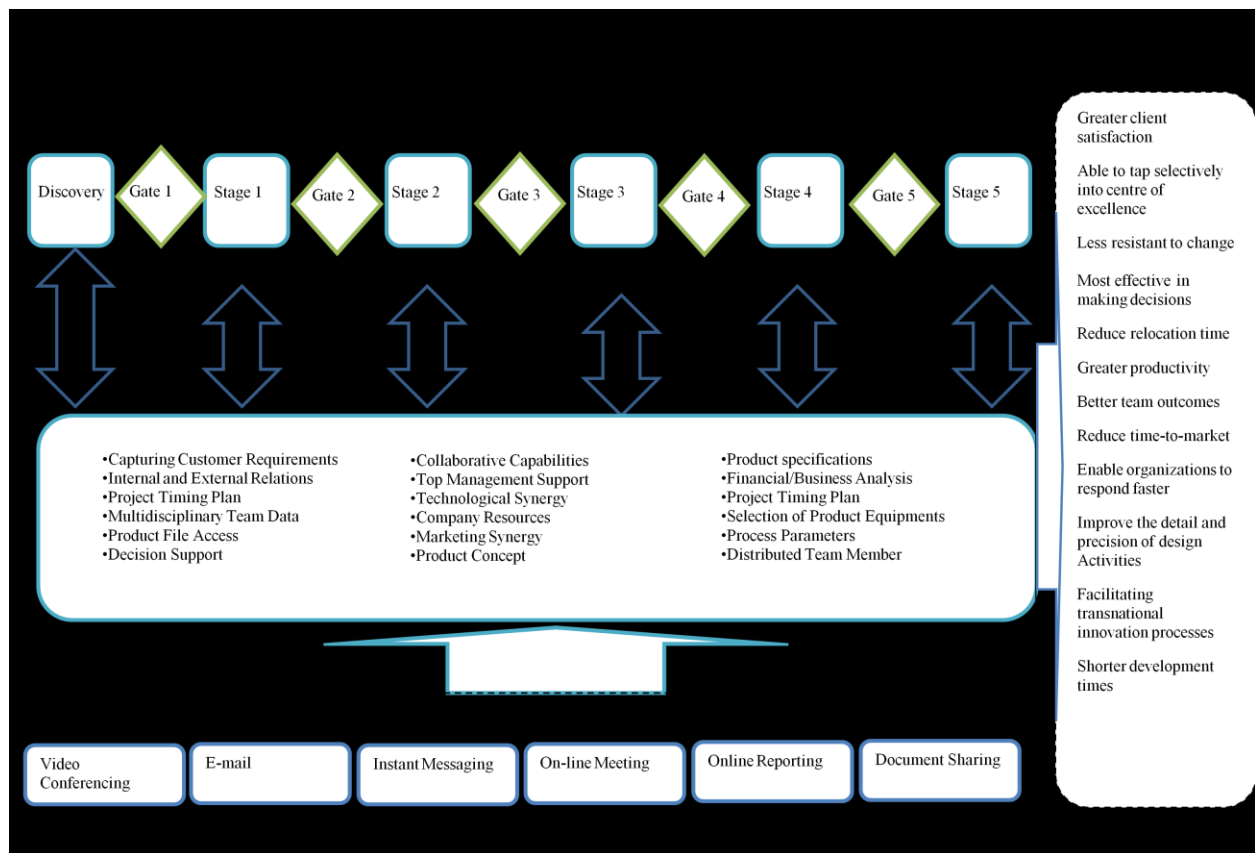 Discovery
Gate 1
Stage 1
Gate 2
Stage 2
Gate 3
Stage 3
Gate 4
Stage 4
Gate 5
Stage 5
•Capturing Customer Requirements
•Internal and External Relations
•Project Timing Plan
•Multidisciplinary Team Data
•Product File Access
•Decision Support
•Collaborative Capabilities
•Top Management Support
•Technological Synergy
•Company Resources
•Marketing Synergy
•Product Concept
•Product specifications
•Financial/Business Analysis
•Project Timing Plan
•Selection of Product Equipments
•Process Parameters
•Distributed Team Member
Video
Conferencing
E-mail
Instant Messaging
On-line Meeting
Online Reporting
Document Sharing
Greater client
satisfaction
Able to tap selectively
into centre of
excellence
Less resistant to change
Most effective in
making decisions
Reduce relocation time
Greater productivity
Better team outcomes
Reduce time-to-market
Enable organizations to
respond faster
Improve the detail and
precision of design
Activities
Facilitating
transnational
innovation processes
Shorter development
times